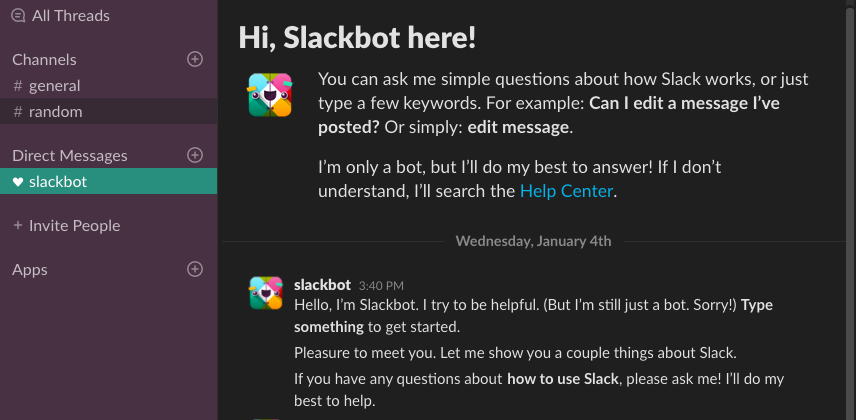 All Threads
Channels
# general
# random
Direct Messages
♥ slackbot
+ Invite People
Apps
Hi, Slackbot here!
You can ask me simple questions about how Slack works, or just
type a few keywords. For example: Can I edit a message I've
posted? Or simply: edit message.
I'm only a bot, but I'll do my best to answer! If I don't
understand, I'll search the Help Center.
Wednesday, January 4th
slackbot 3:40 PM
Hello, I'm Slackbot. I try to be helpful. (But I'm still just a bot. Sorry!) Type
something to get started.
Pleasure to meet you. Let me show you a couple things about Slack.
If you have any questions about how to use Slack, please ask me! I'll do my
best to help.